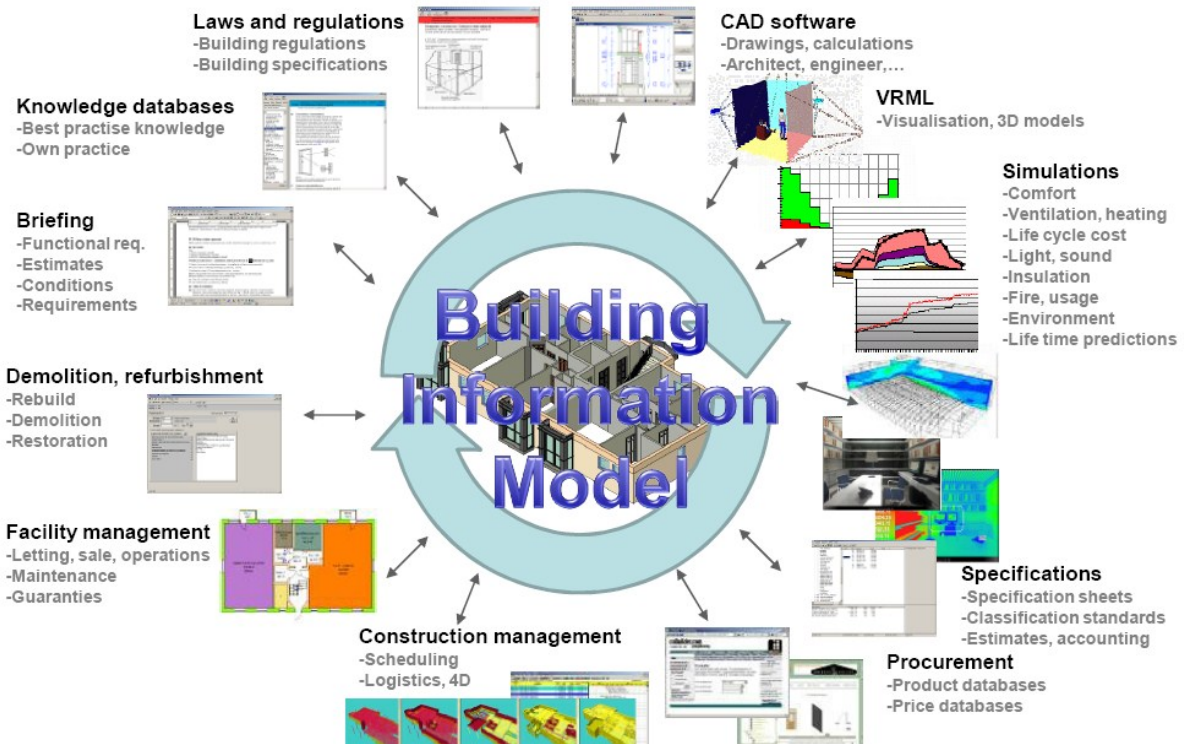 Laws and regulations
-Building regulations
-Building specifications
CAD software
-Drawings, calculations
-Architect, engineer,...
VRML
-Visualisation, 3D models
Knowledge databases
-Best practise knowledge
-Own practice
Simulations
-Comfort
-Ventilation, heating
-Life cycle cost
-Light, sound
-Insulation
-Fire, usage
-Environment
-Life time predictions
Briefing
-Functional req.
-Estimates
-Conditions
-Requirements
Building
Information
Model
Demolition, refurbishment
-Rebuild
-Demolition
-Restoration
Facility management
-Letting, sale, operations
-Maintenance
-Guaranties
Specifications
-Specification sheets
-Classification standards
-Estimates, accounting
Construction management
-Scheduling
-Logistics, 4D
Procurement
-Product databases
-Price databases